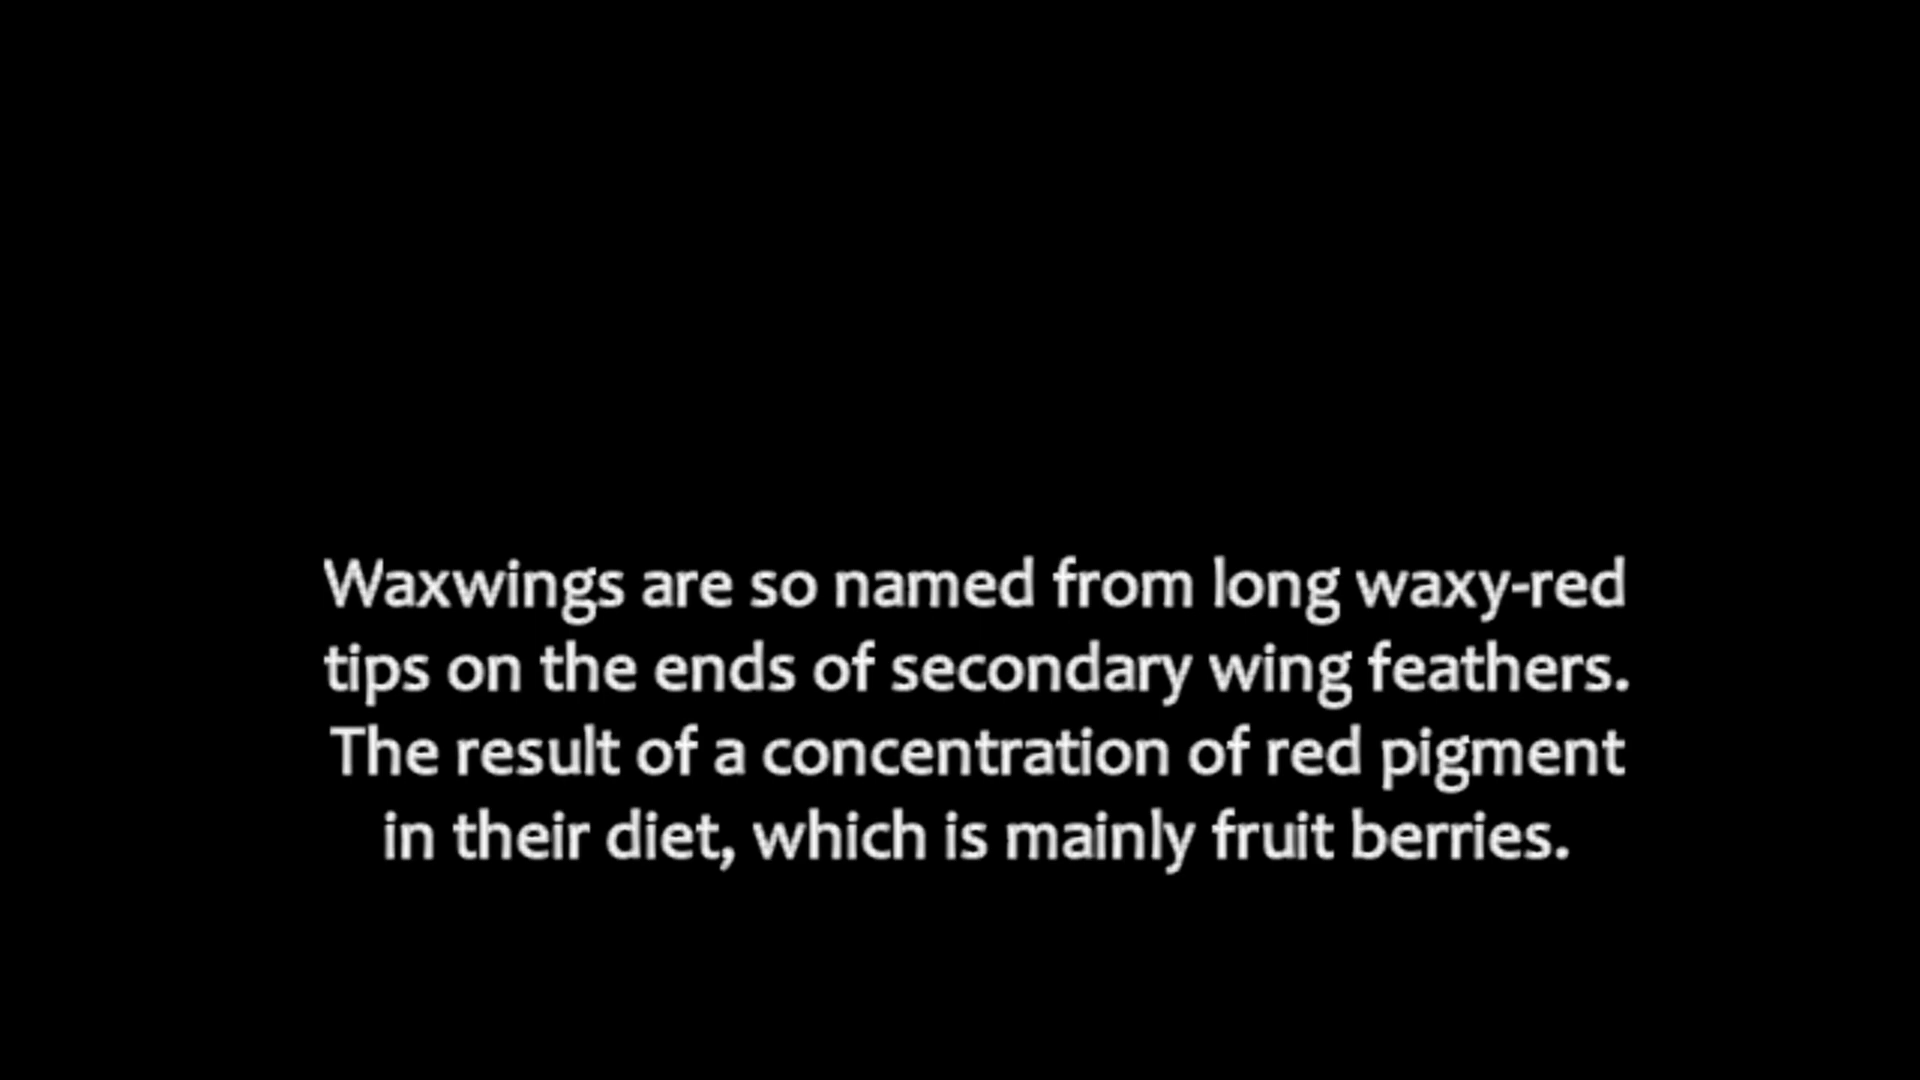 Waxwings are so named from long waxy-red
tips on the ends of secondary wing feathers.
The result of a concentration of red pigment
in their diet, which is mainly fruit berries.